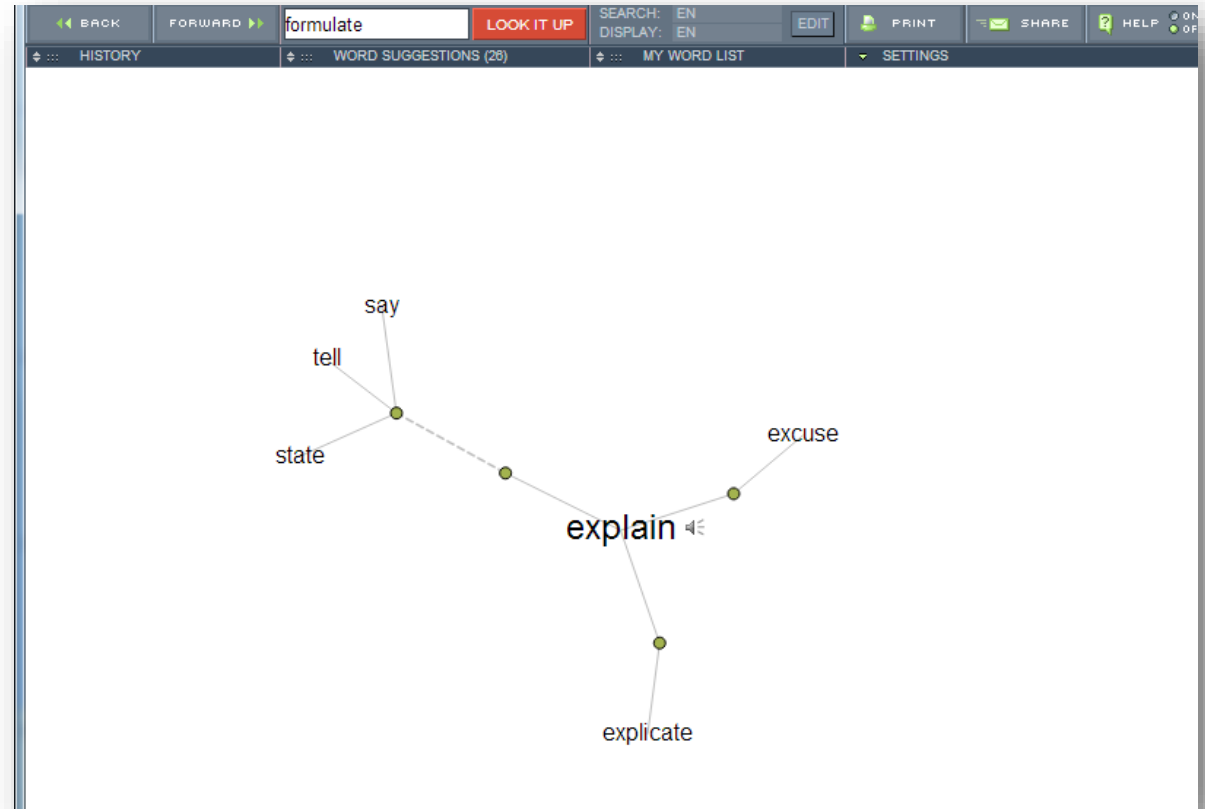 BACK
FORWARD
formulate
LOOK IT UP
SEARCH: EN
DISPLAY: EN
EDIT
PRINT
SHARE
HELP
HISTORY
WORD SUGGESTIONS (26)
MY WORD LIST
SETTINGS
say
tell
state
excuse
explain
explicate